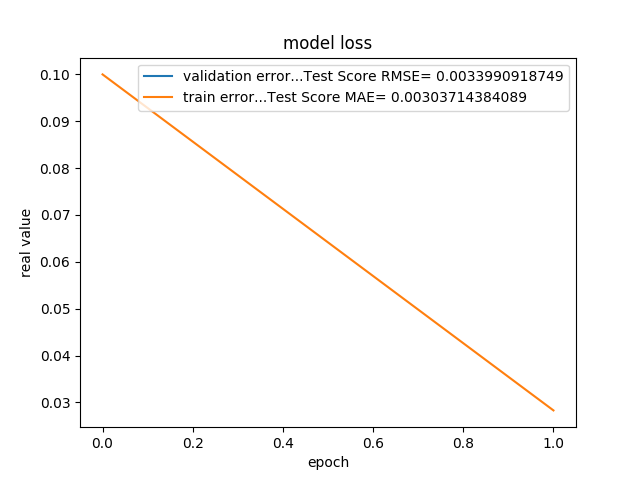 model loss
validation error...Test Score RMSE= 0.0033990918749
train error...Test Score MAE= 0.00303714384089
0.10
0.09
0.08
0.07
0.06
0.05
0.04
0.03
real value
0.0 0.2 0.4 0.6 0.8 1.0
epoch